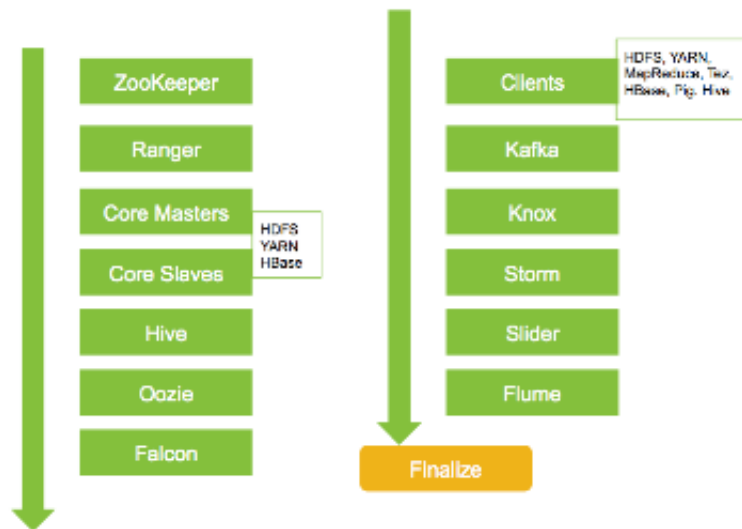 ZooKeeper
Ranger
Core Masters
HDFS
YARN
HBase
Core Slaves
Hive
Oozie
Falcon
Clients
HDFS, YARN,
MapReduce, Tez,
HBase, Pig, Hive
Kafka
Knox
Storm
Slider
Flume
Finalize